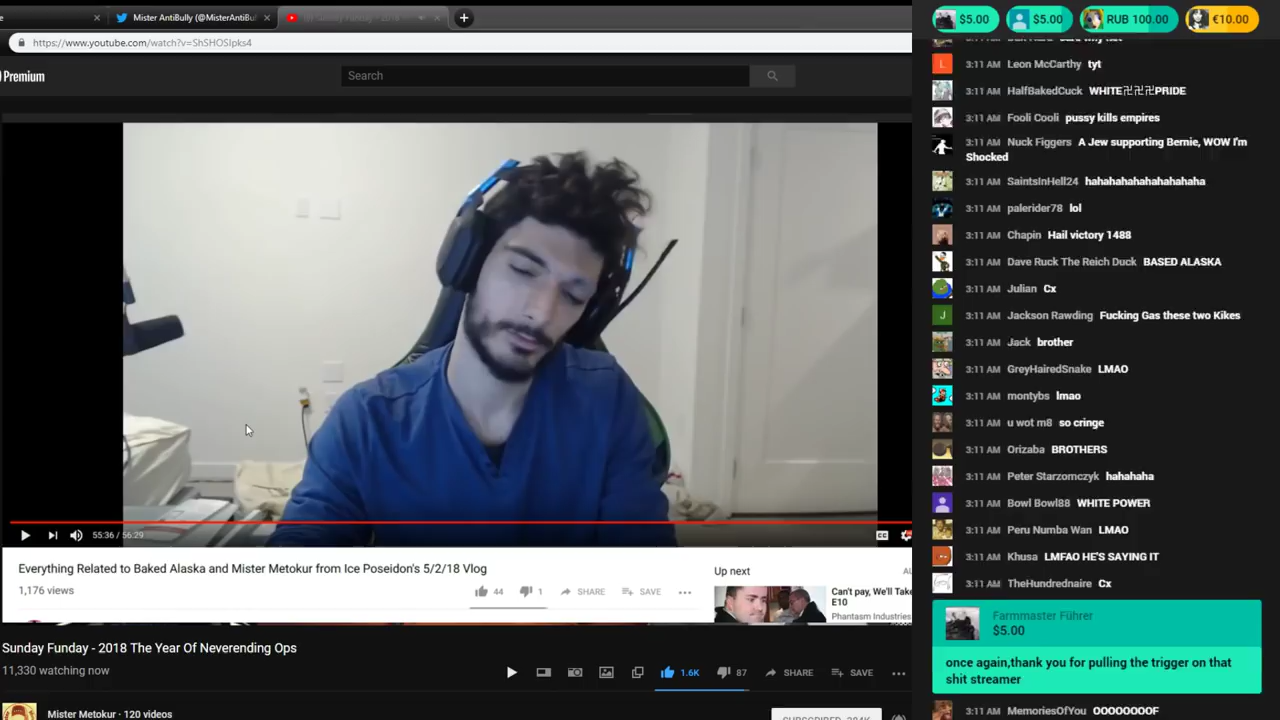 Mister AntiBully (@MisterAntiBul
https://www.youtube.com/watch?v=ShSHOSIpks4
Premium
Search
55:36 / 56:29
Everything Related to Baked Alaska and Mister Metokur from Ice Poseidon's 5/2/18 Vlog
1,176 views
44
1
SHARE
SAVE
Up next
Can't pay, We'll Take
E10
Phantasm Industries
Sunday Funday - 2018 The Year Of Neverending Ops
11,330 watching now
1.6K
87
SHARE
SAVE
Mister Metokur · 120 videos
$5.00
$5.00
RUB 100.00
€10.00
3:11 AM Leon McCarthy tyt
3:11 AM HalfBakedCuck WHITE卍卍卍PRIDE
3:11 AM Fooli Cooli pussy kills empires
3:11 AM Nuck Figgers A Jew supporting Bernie, WOW I'm
Shocked
3:11 AM SaintsInHell24 hahahahahahahahaha
3:11 AM palerider78 lol
3:11 AM Chapin Hail victory 1488
3:11 AM Dave Ruck The Reich Duck BASED ALASKA
3:11 AM Julian Cx
J
3:11 AM Jackson Rawding Fucking Gas these two Kikes
3:11 AM Jack brother
3:11 AM GreyHairedSnake LMAO
3:11 AM montybs lmao
3:11 AM u wot m8 so cringe
3:11 AM Orizaba BROTHERS
3:11 AM Peter Starzomczyk hahahaha
3:11 AM Bowl Bowl88 WHITE POWER
3:11 AM Peru Numba Wan LMAO
3:11 AM Khusa LMFAO HE'S SAYING IT
3:11 AM TheHundrednaire Cx
Farmmaster Führer
$5.00
once again,thank you for pulling the trigger on that
shit streamer
3:11 AM MemoriesOfYou OOOOOOOOF